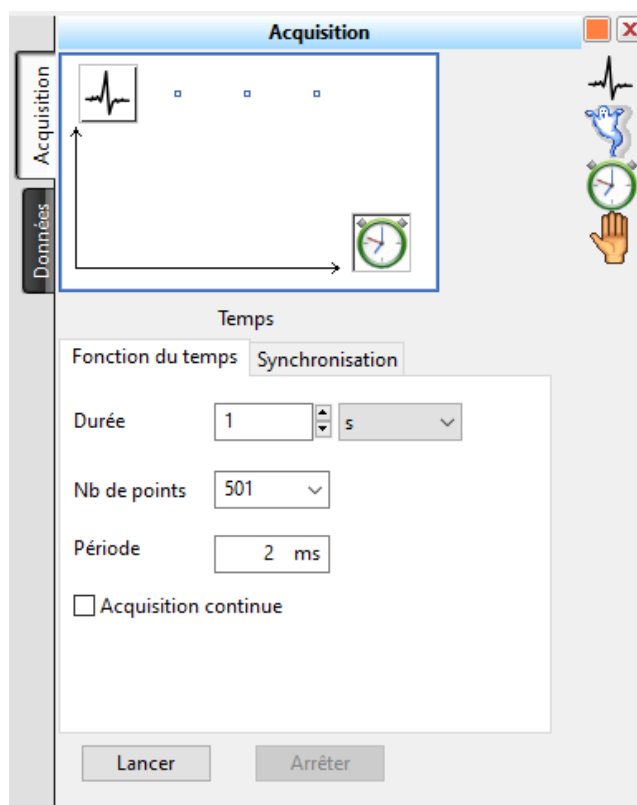 Acquisition
Acquisition
Données
Temps
Fonction du temps Synchronisation
Durée 1 s
Nb de points 501
Période 2 ms
Acquisition continue
Lancer Arrêter